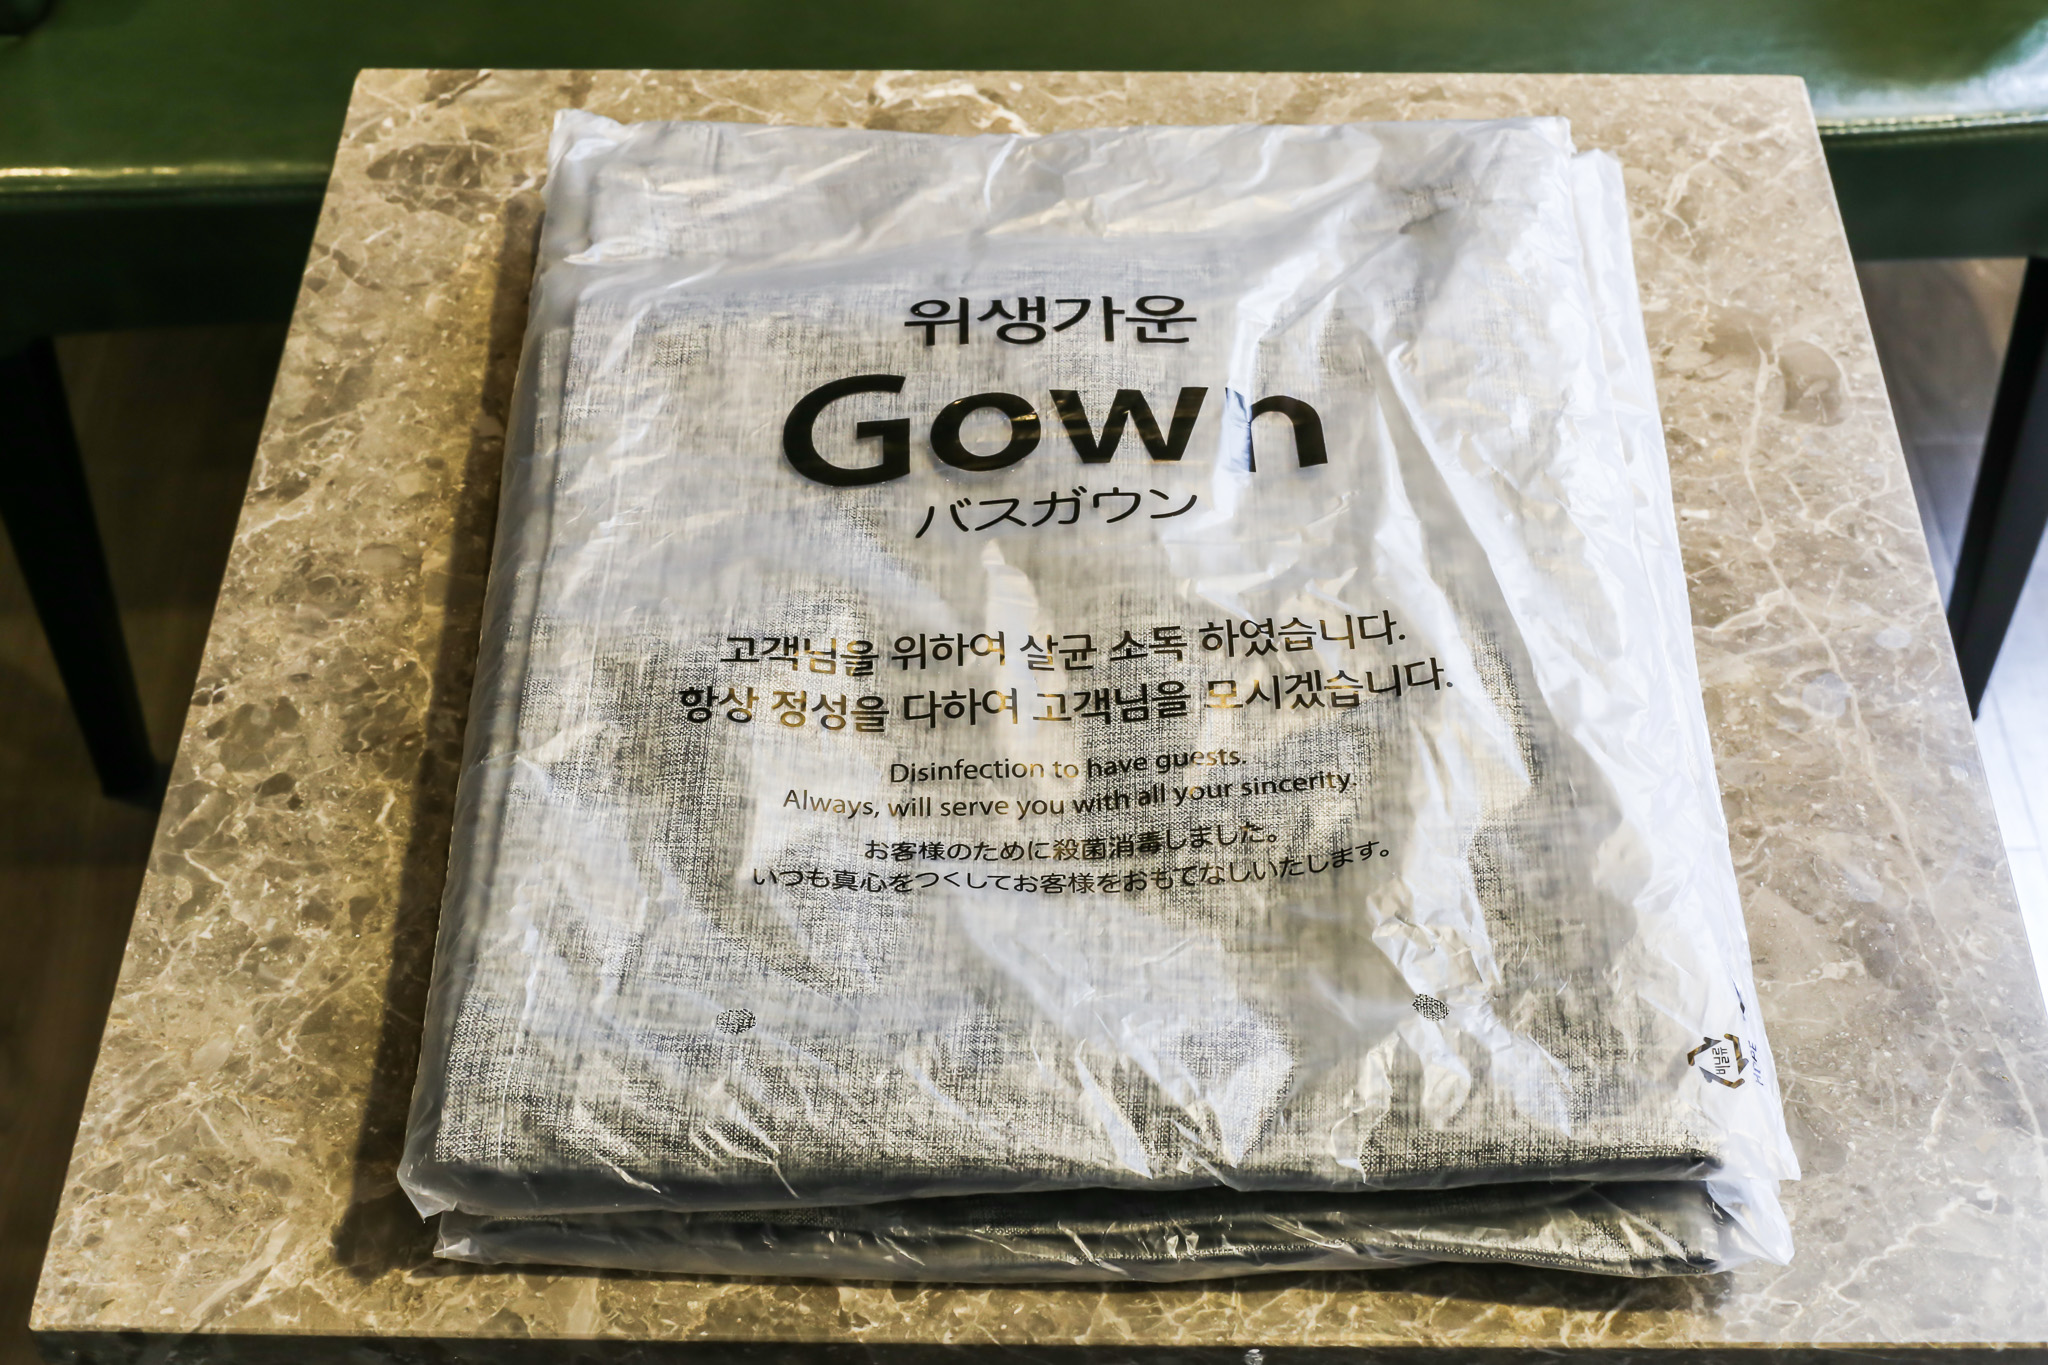 위생가운
Gown
バスガウン
고객님을 위하여 살균 소독 하였습니다.
항상 정성을 다하여 고객님을 모시겠습니다.
Disinfection to have guests.
Always, will serve you with all your sincerity.
お客様のために殺菌消毒しました。
いつも真心をつくしてお客様をおもてなしいたします。
비닐류